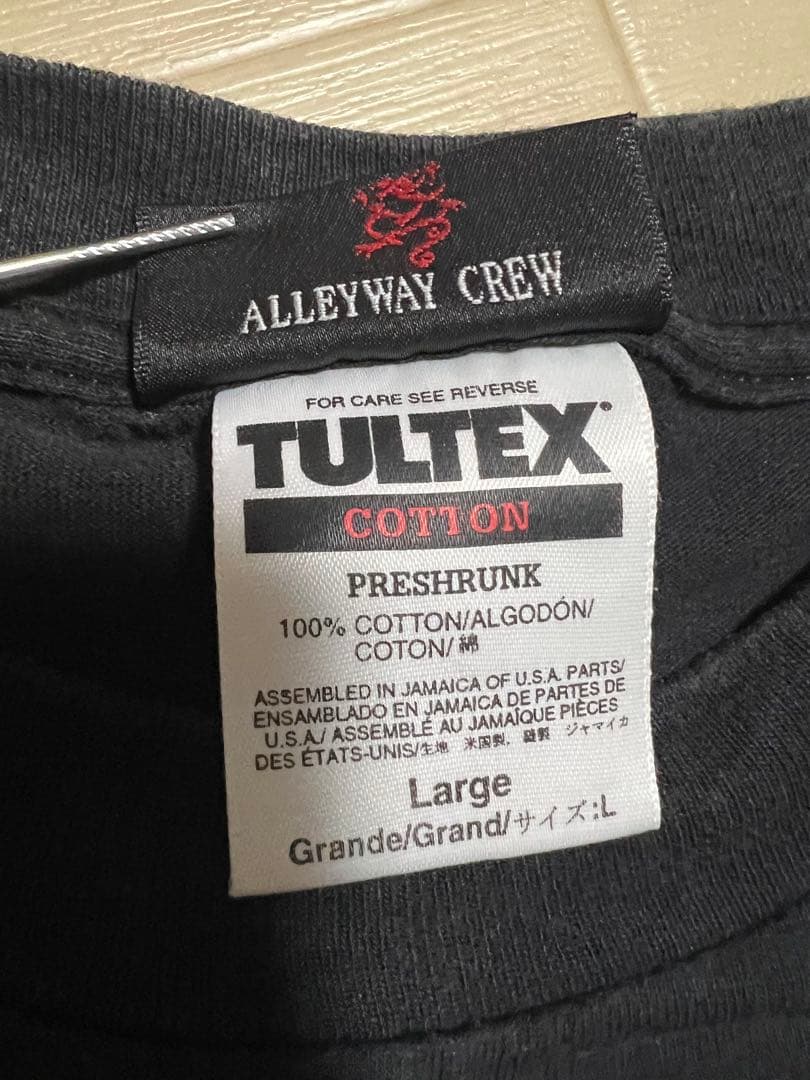 ALLEYWAY CREW
FOR CARE SEE REVERSE
TULTEX®
COTTON
PRESHRUNK
100% COTTON/ALGODÓN/
COTON/綿
ASSEMBLED IN JAMAICA OF U.S.A. PARTS/
ENSAMBLADO EN JAMAICA DE PARTES DE
U.S.A./ ASSEMBLÉ AU JAMAÏQUE PIÈCES
DES ÉTATS-UNIS/生地 米国製, 縫製 ジャマイカ
Large
Grande/Grand/サイズ:L